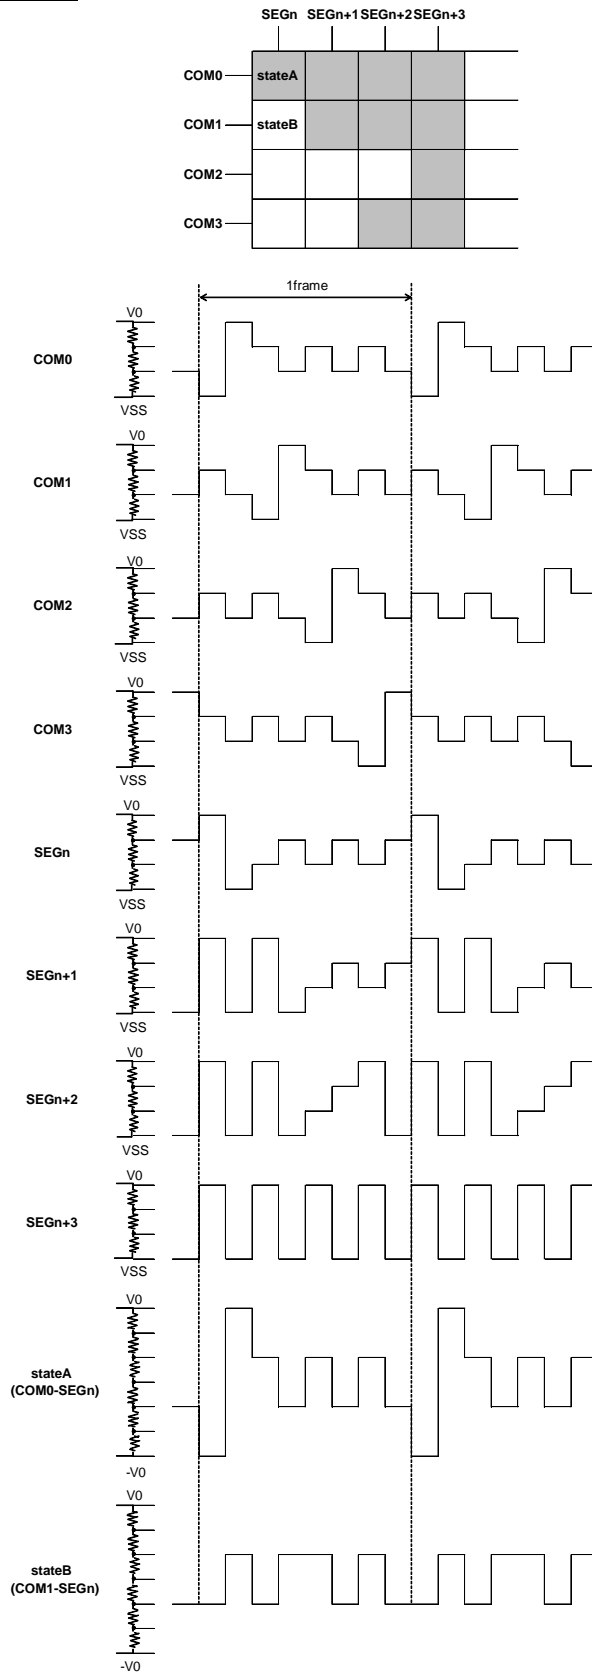 SEGn SEGn+1 SEGn+2 SEGn+3
COM0 stateA
COM1 stateB
COM2
COM3
1frame
V0
COM0
VSS
V0
COM1
VSS
V0
COM2
VSS
V0
COM3
VSS
V0
SEGn
VSS
V0
SEGn+1
VSS
V0
SEGn+2
VSS
V0
SEGn+3
VSS
V0
stateA
(COM0-SEGn)
-V0
V0
stateB
(COM1-SEGn)
-V0